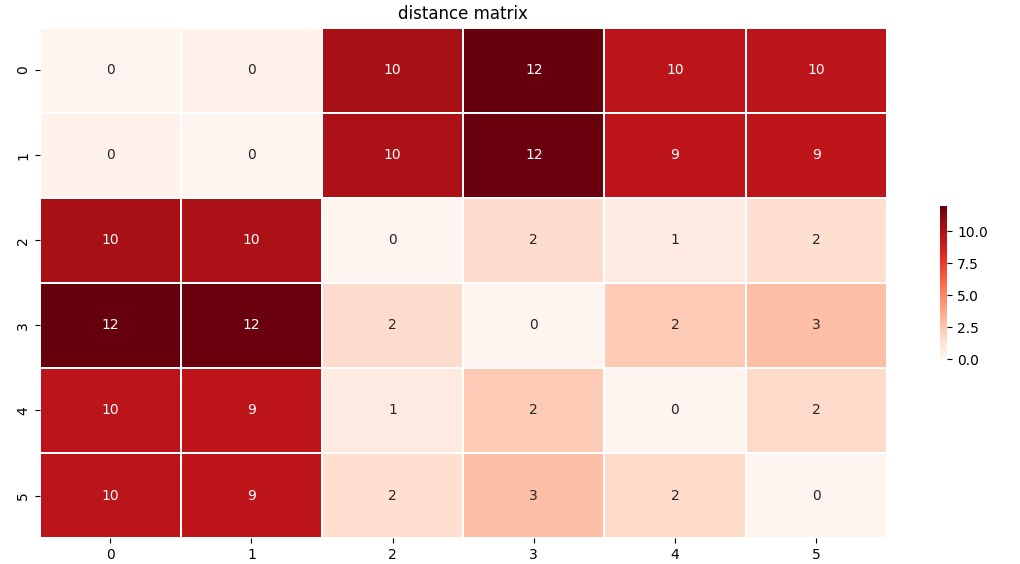 distance matrix
0 0 0 10 12 10 10
1 0 0 10 12 9 9
2 10 10 0 2 1 2
3 12 12 2 0 2 3
4 10 9 1 2 0 2
5 10 9 2 3 2 0
0 1 2 3 4 5
10.0
7.5
5.0
2.5
0.0